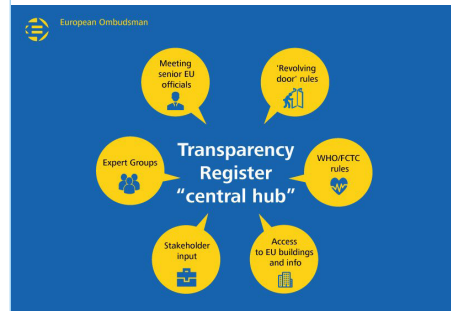 European Ombudsman
Meeting
senior EU
officials
'Revolving
door' rules
Expert Groups
Transparency
Register
“central hub”
WHO/FCTC
rules
Stakeholder
input
Access
to EU buildings
and info